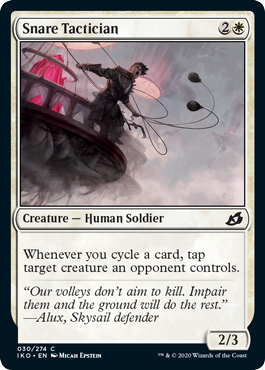 Snare Tactician 2
Creature — Human Soldier
Whenever you cycle a card, tap
target creature an opponent controls.
“Our volleys don’t aim to kill. Impair
them and the ground will do the rest.”
—Alux, Skysail defender
2/3
030/274 C
IKO • EN Micah Epstein
™ & © 2020 Wizards of the Coast